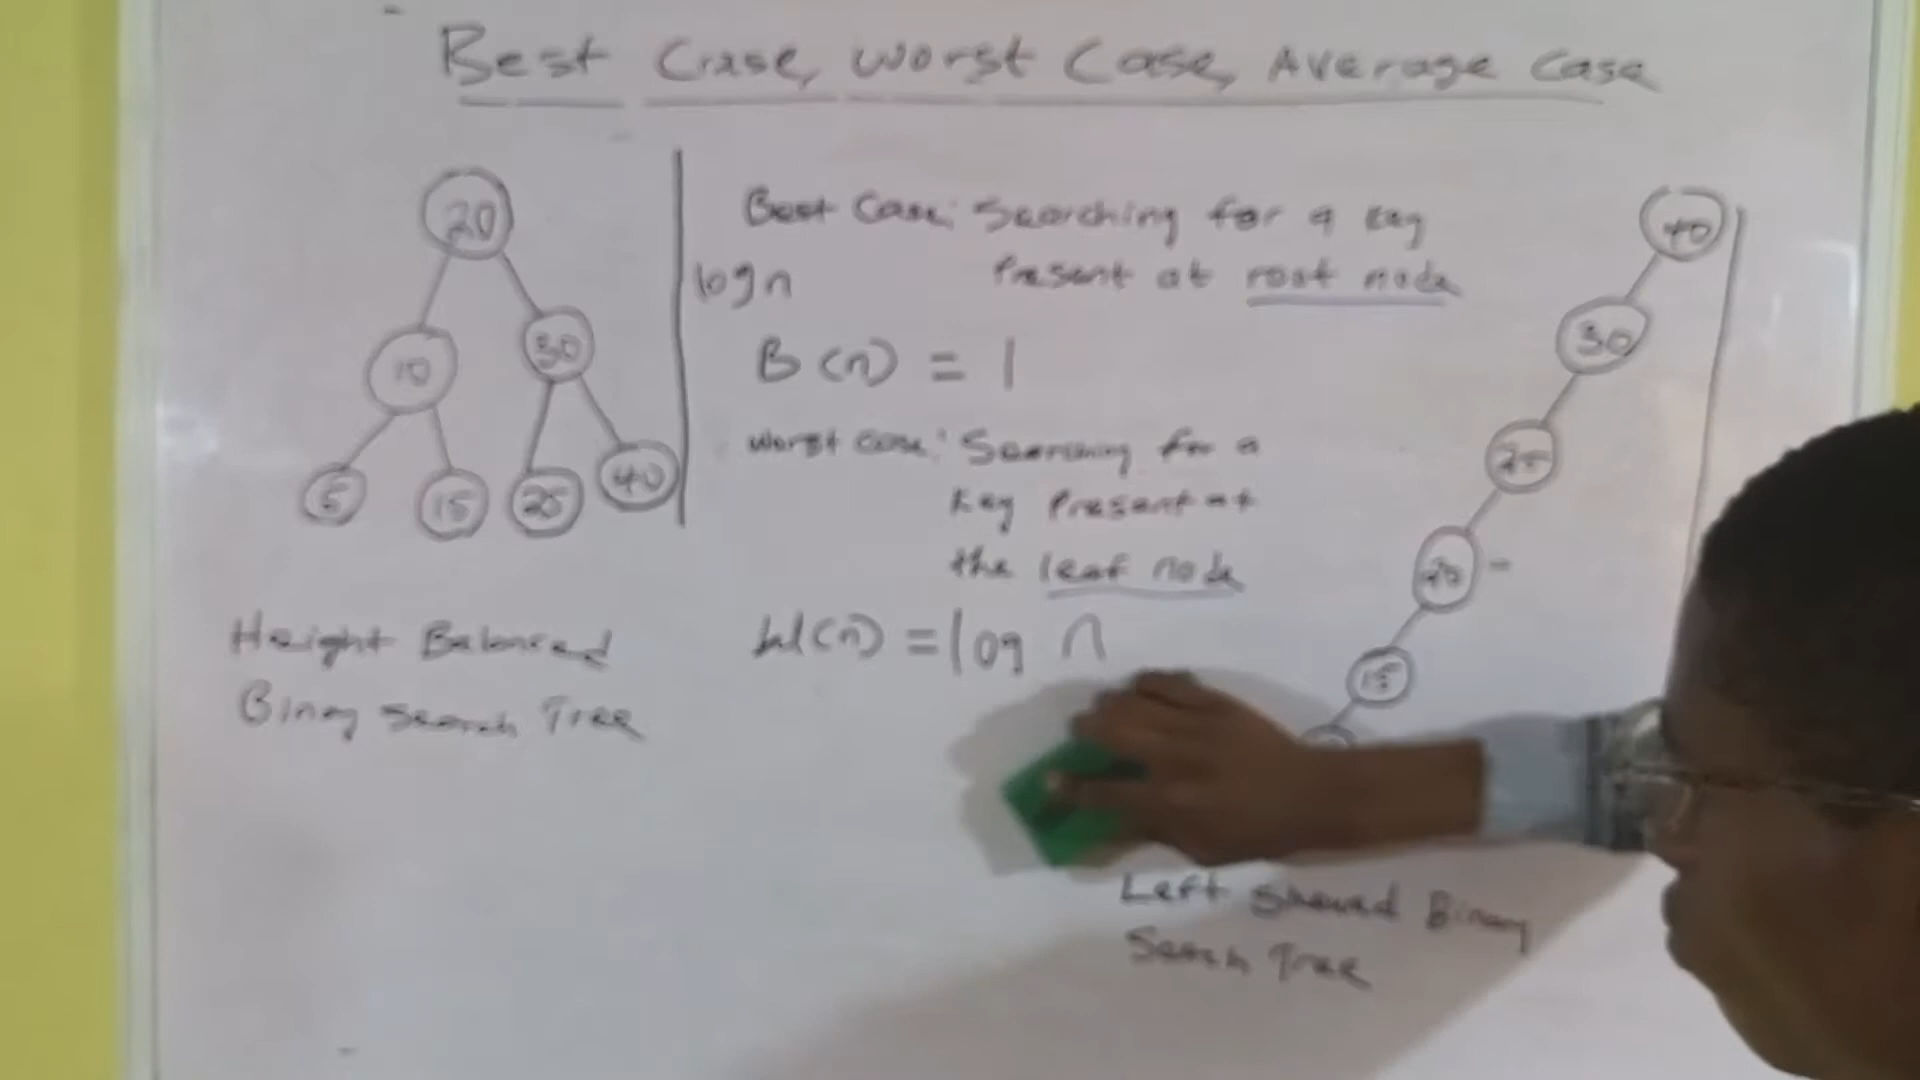 Best Case, Worst Case, Average Case
20
10
30
5
15
25
40
Height Balanced
Binary Search Tree
log n
Best Case: Searching for a key
Present at root node
B(n) = 1
Worst case: Searching for a
key Present at
the leaf node
W(n) = log n
40
30
25
20
15
Left Skewed Binary
Search Tree